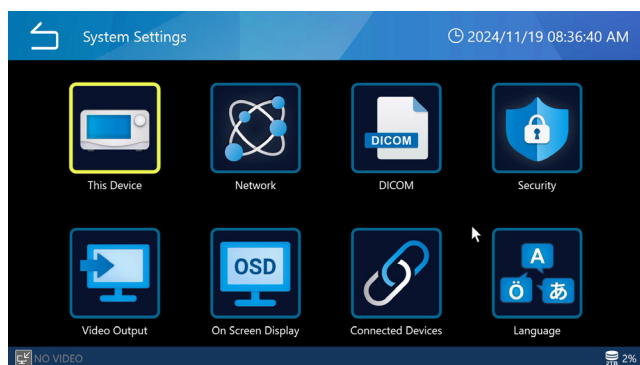 System Settings
2024/11/19 08:36:40 AM
DICOM
This Device
Network
DICOM
Security
OSD
A
Ö
あ
Video Output
On Screen Display
Connected Devices
Language
NO VIDEO
2TB
2%